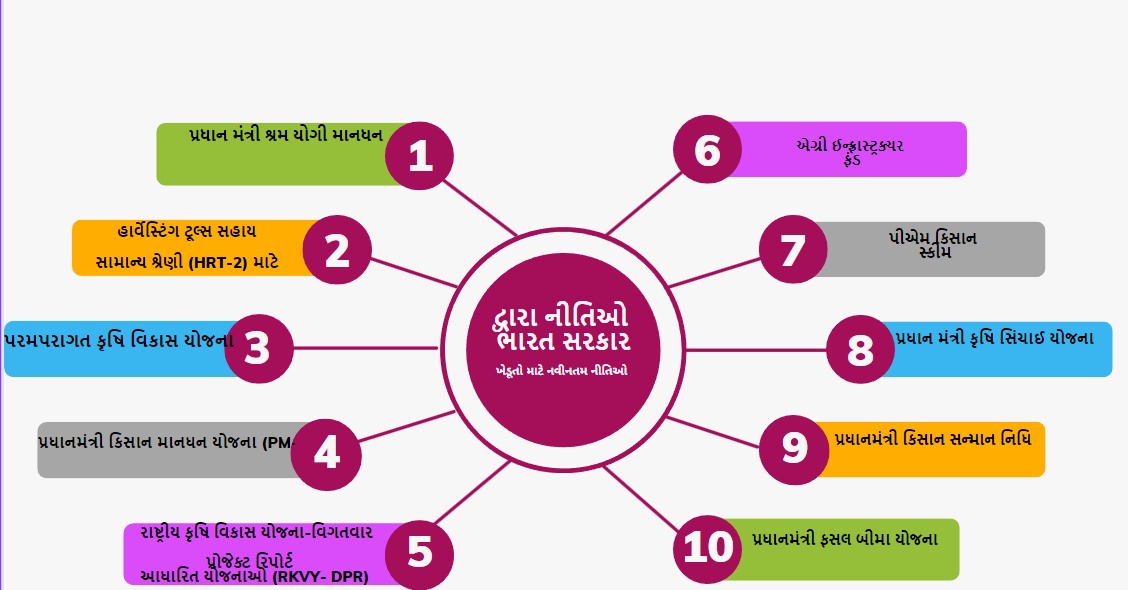 પ્રધાન મંત્રી શ્રમ યોગી માનધન
1
હાર્વેસ્ટિંગ ટૂલ્સ સહાય
સામાન્ય શ્રેણી (HRT-2) માટે
2
પરમપરાગત કૃષિ વિકાસ યોજના
3
પ્રધાનમંત્રી કિસાન માનધન યોજના (PM-
4
રાષ્ટ્રીય કૃષિ વિકાસ યોજના-વિગતવાર
પ્રોજેક્ટ રિપોર્ટ
આધારિત યોજનાઓ (RKVY- DPR)
5
દ્વારા નીતિઓ
ભારત સરકાર
ખેડૂતો માટે નવીનતમ નીતિઓ
6
એગ્રી ઈન્ફ્રાસ્ટ્રક્ચર
ફંડ
7
પીએમ કિસાન
સ્કીમ
8
પ્રધાન મંત્રી કૃષિ સિંચાઈ યોજના
9
પ્રધાનમંત્રી કિસાન સન્માન નિધિ
10
પ્રધાનમંત્રી ફસલ બીમા યોજના